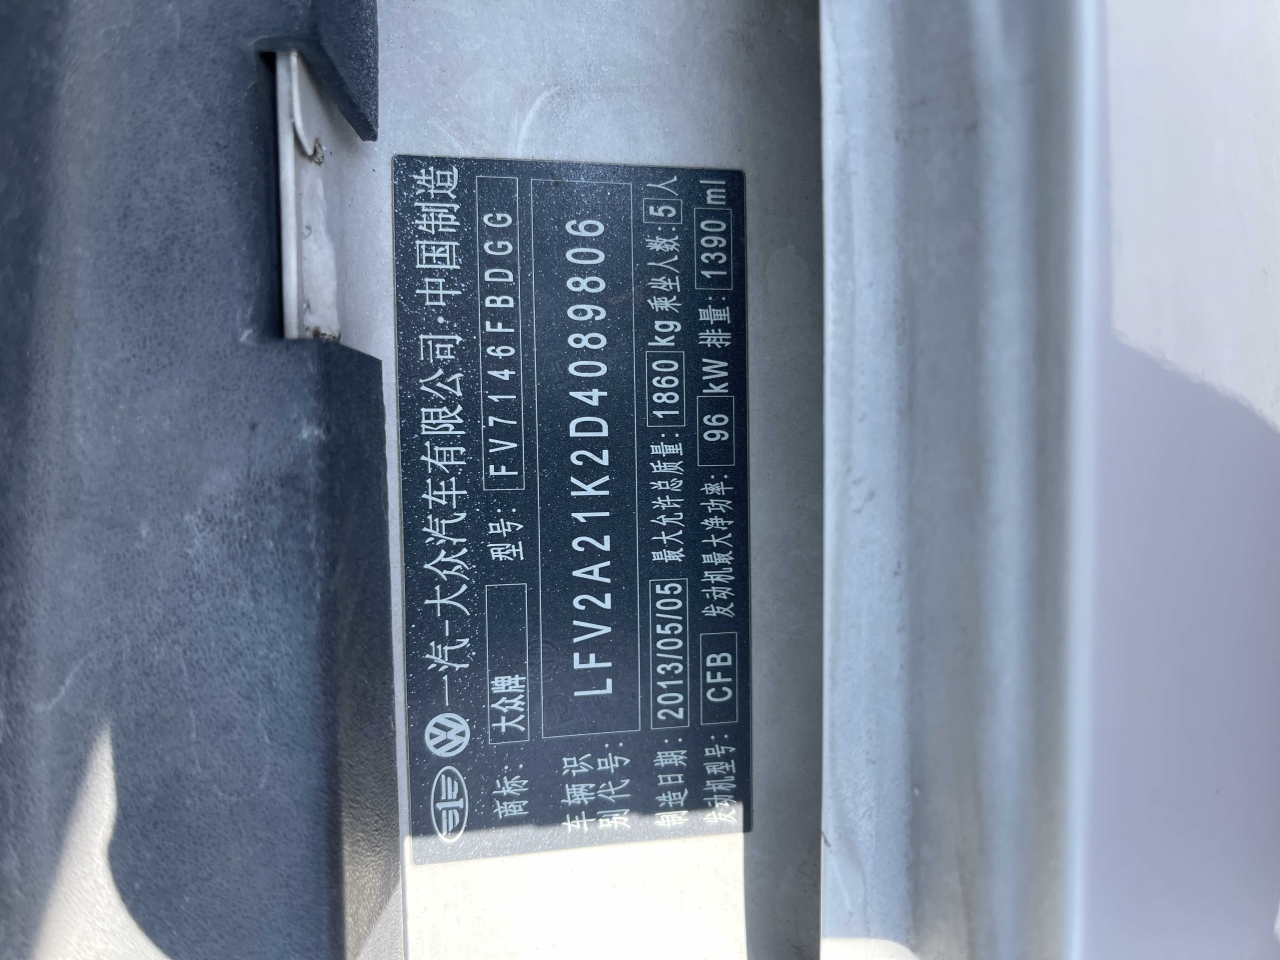 一汽-大众汽车有限公司·中国制造
商标: 大众牌 型号: FV7146FBDGG
车辆识别代号: LFV2A21K2D4089806
制造日期: 2013/05/05 最大允许总质量: 1860 kg 乘坐人数: 5 人
发动机型号: CFB 发动机最大净功率: 96 kW 排量: 1390 ml